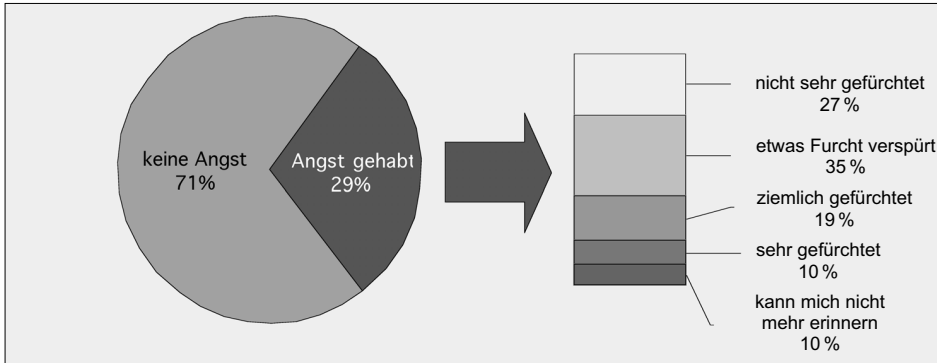 keine Angst
71%
Angst gehabt
29%
nicht sehr gefürchtet
27 %
etwas Furcht verspürt
35 %
ziemlich gefürchtet
19 %
sehr gefürchtet
10 %
kann mich nicht
mehr erinnern
10 %